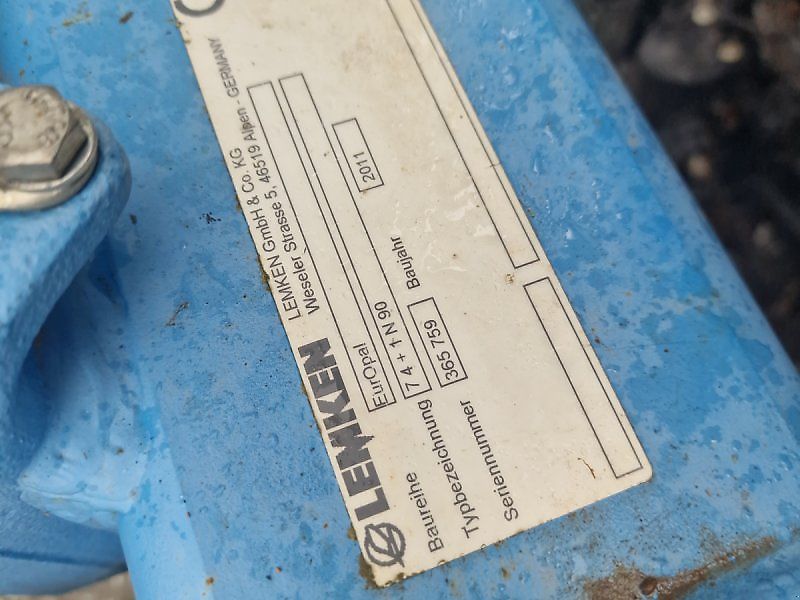 LEMKEN
LEMKEN GmbH & Co. KG
Weseler Strasse 5, 46519 Alpen, GERMANY
Baureihe EurOpal
Typbezeichnung 7 4 + 1 N 90
Seriennummer 365 759 Baujahr 2011